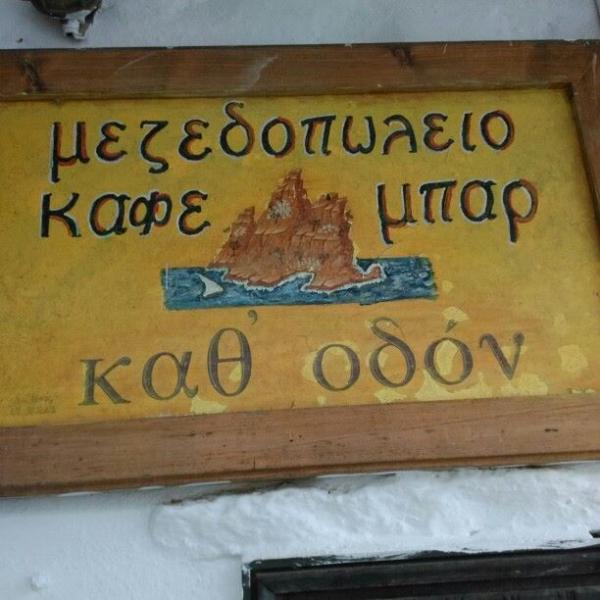 μεζεδοπωλειο
καφε μπαρ
καθ' οδόν